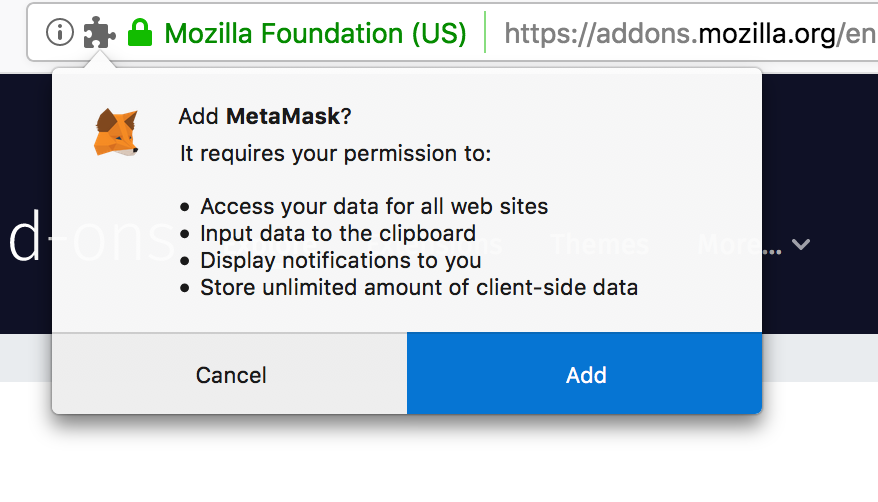 Mozilla Foundation (US) https://addons.mozilla.org/en
Add MetaMask?
It requires your permission to:
• Access your data for all web sites
• Input data to the clipboard
• Display notifications to you
• Store unlimited amount of client-side data
d-ons Themes More...
Cancel Add